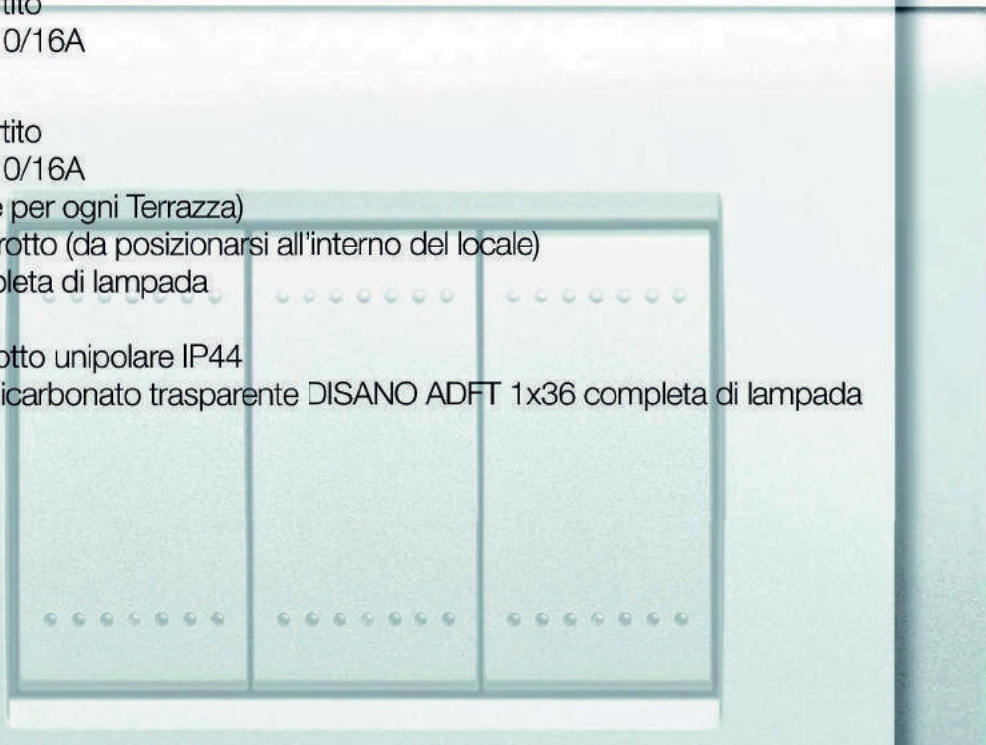 tito
0/16A
tito
0/16A
e per ogni Terrazza)
rotto (da posizionarsi all'interno del locale)
pleta di lampada
otto unipolare IP44
icarbonato trasparente DISANO ADFT 1x36 completa di lampada